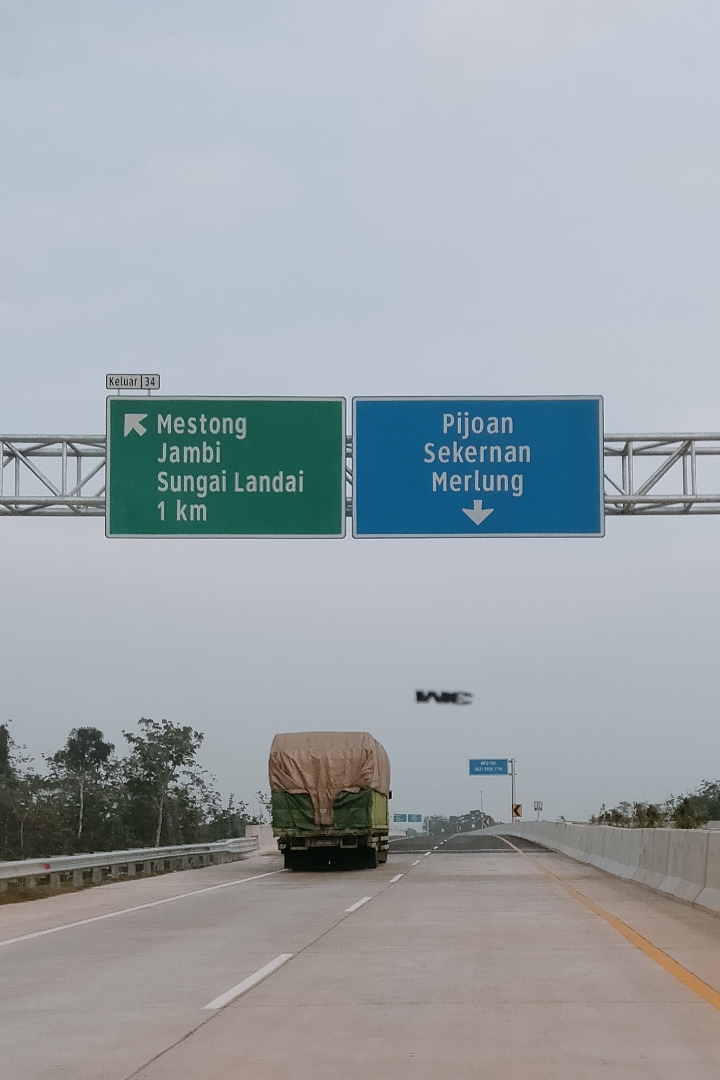 Keluar 34
Mestong
Jambi
Sungai Landai
1 km
Pijoan
Sekernan
Merlung